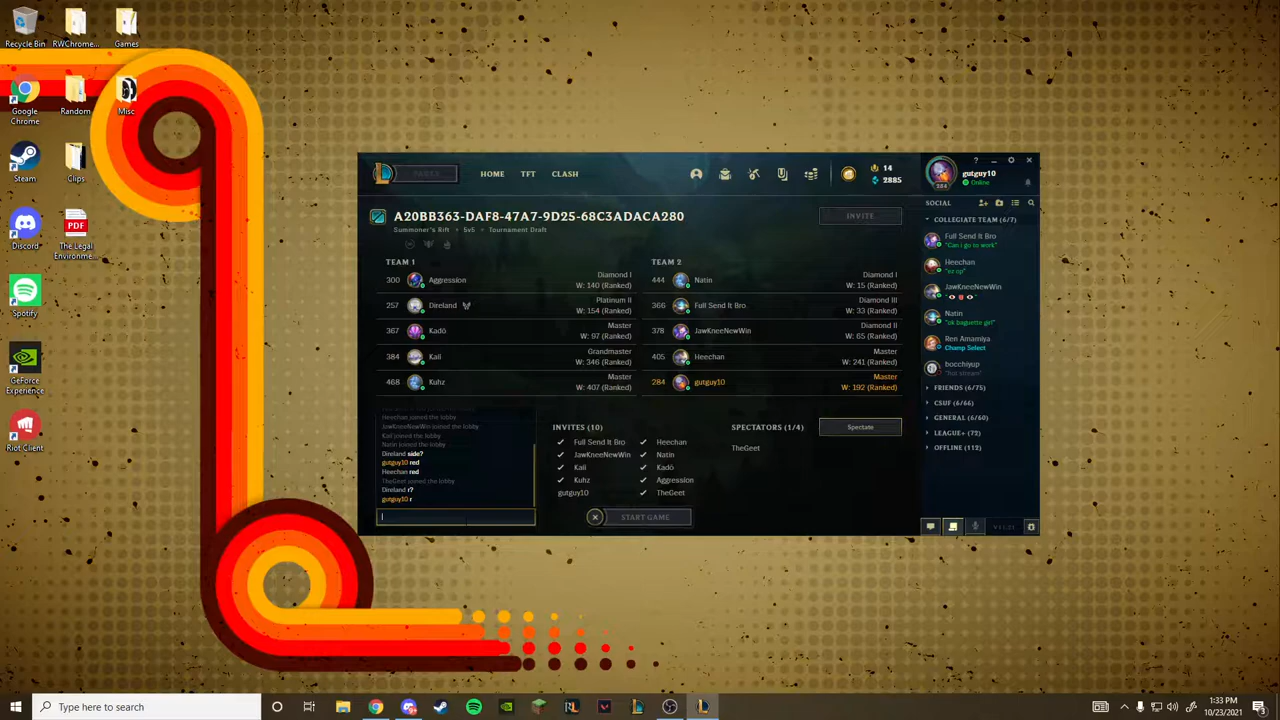 Recycle Bin
RWChrome...
Games
Google Chrome
Random
Misc
Steam
Clips
Discord
The Legal Environme...
Spotify
GeForce Experience
Riot Client
HOME
TFT
CLASH
14
2885
?
284
gutguy10
Online
A20BB363-DAF8-47A7-9D25-68C3ADACA280
INVITE
Summoner's Rift • 5v5 • Tournament Draft
TEAM 1
300 Aggression Diamond I
W: 140 (Ranked)
257 Direland Platinum II
W: 154 (Ranked)
367 Kadō Master
W: 97 (Ranked)
384 Kali Grandmaster
W: 346 (Ranked)
468 Kuhz Master
W: 407 (Ranked)
TEAM 2
444 Natin Diamond I
W: 15 (Ranked)
366 Full Send It Bro Diamond III
W: 33 (Ranked)
378 JawKneeNewWin Diamond II
W: 65 (Ranked)
405 Heechan Master
W: 241 (Ranked)
284 gutguy10 Master
W: 192 (Ranked)
Heechan joined the lobby
JawKneeNewWin joined the lobby
Kali joined the lobby
Natin joined the lobby
Direland side?
gutguy10 red
Heechan red
TheGeet joined the lobby
Direland r?
gutguy10 r
INVITES (10)
Full Send It Bro
Heechan
JawKneeNewWin
Natin
Kali
Kadō
Kuhz
Aggression
gutguy10
TheGeet
START GAME
SPECTATORS (1/4)
Spectate
TheGeet
SOCIAL
COLLEGIATE TEAM (6/7)
Full Send It Bro
"Can i go to work"
Heechan
"ez op"
JawKneeNewWin
Natin
"ok baguette girl"
Ren Amamiya
Champ Select
bocchiyup
FRIENDS (6/75)
CSUF (6/66)
GENERAL (6/60)
LEAGUE+ (72)
OFFLINE (112)
Type here to search
1:33 PM
10/23/2021
3